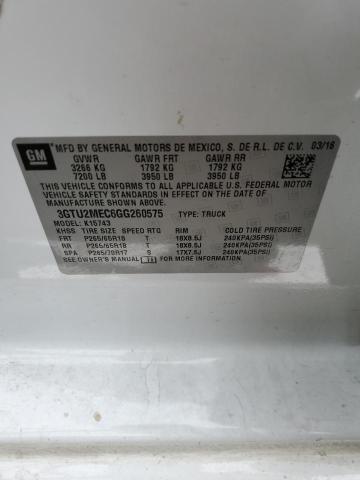 GM
MFD BY GENERAL MOTORS DE MEXICO, S. DE R.L. DE C.V. 03/16
GVWR GAWR FRT GAWR RR
3266 KG 1792 KG 1792 KG
7200 LB 3950 LB 3950 LB
THIS VEHICLE CONFORMS TO ALL APPLICABLE U.S. FEDERAL MOTOR
VEHICLE SAFETY STANDARDS IN EFFECT ON THE DATE OF
MANUFACTURE SHOWN ABOVE.
3GTU2MEC6GG260575 TYPE: TRUCK
MODEL: K15743
KHSS TIRE SIZE SPEED RTG RIM COLD TIRE PRESSURE
FRT P265/65R18 T 18X8.5J 240KPA(35PSI)
RR P265/65R18 T 18X8.5J 240KPA(35PSI)
SPA P265/70R17 S 17X7.5J 240KPA(35PSI)
SEE OWNER'S MANUAL FOR MORE INFORMATION.